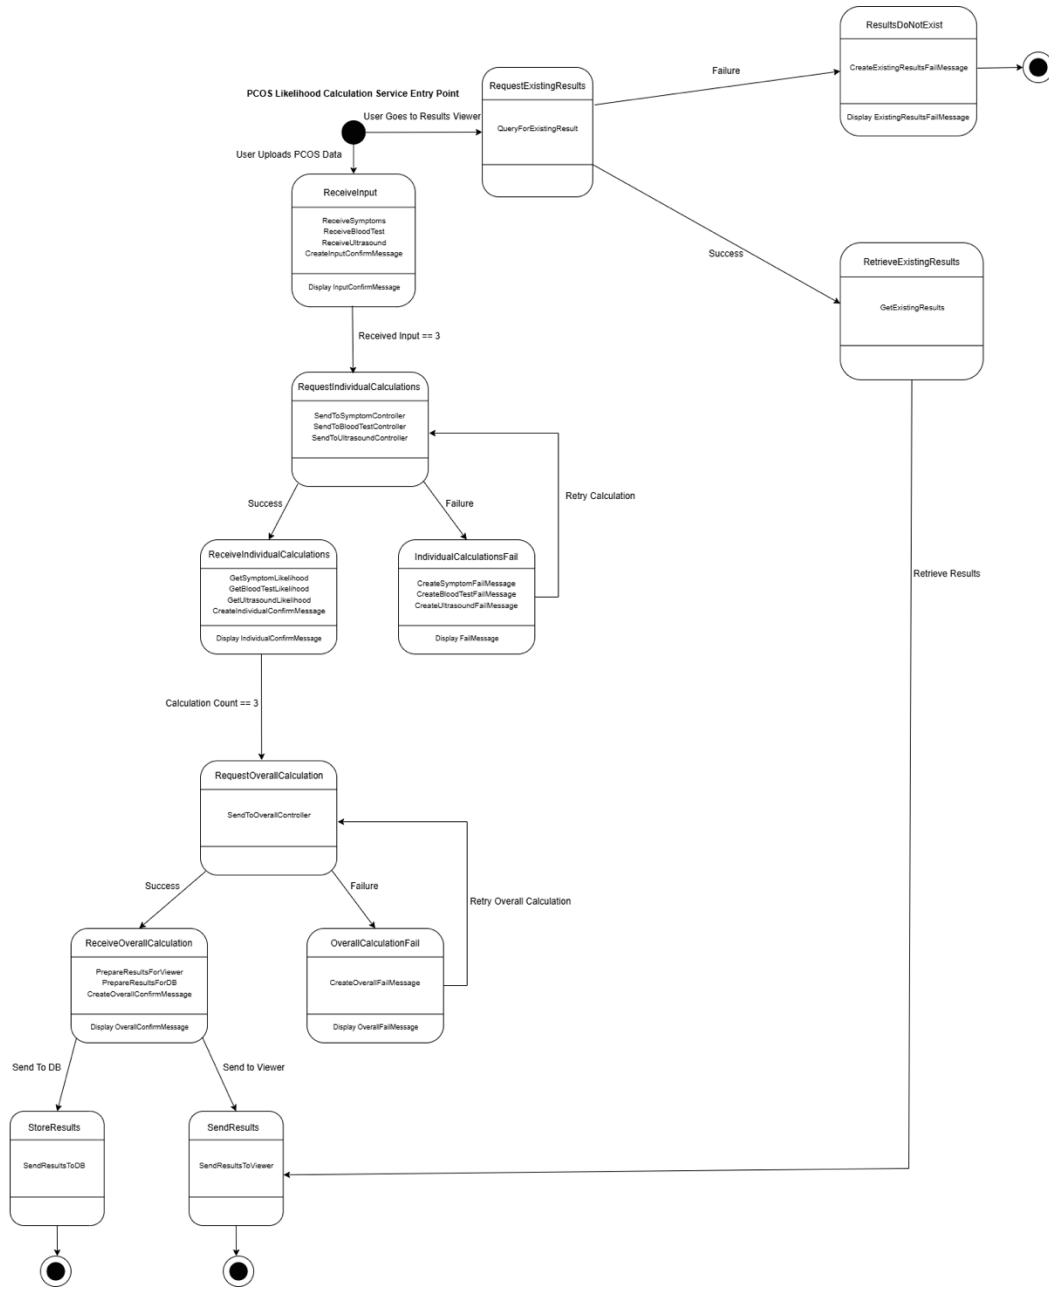 ResultsDoNotExist
CreateExistingResultsFailMessage
Display ExistingResultsFailMessage
Failure
RequestExistingResults
QueryForExistingResult
PCOS Likelihood Calculation Service Entry Point
User Goes to Results Viewer
User Uploads PCOS Data
ReceiveInput
ReceiveSymptoms
ReceiveBloodTest
ReceiveUltrasound
CreateInputConfirmMessage
Display InputConfirmMessage
Success
RetrieveExistingResults
GetExistingResults
Received Input == 3
RequestIndividualCalculations
SendToSymptomController
SendToBloodTestController
SendToUltrasoundController
Retry Calculation
Success
Failure
ReceiveIndividualCalculations
GetSymptomLikelihood
GetBloodTestLikelihood
GetUltrasoundLikelihood
CreateIndividualConfirmMessage
Display IndividualConfirmMessage
IndividualCalculationsFail
CreateSymptomFailMessage
CreateBloodTestFailMessage
CreateUltrasoundFailMessage
Display FailMessage
Retrieve Results
Calculation Count == 3
RequestOverallCalculation
SendToOverallController
Success
Failure
Retry Overall Calculation
ReceiveOverallCalculation
PrepareResultsForViewer
PrepareResultsForDB
CreateOverallConfirmMessage
Display OverallConfirmMessage
OverallCalculationFail
CreateOverallFailMessage
Display OverallFailMessage
Send To DB
Send to Viewer
StoreResults
SendResultsToDB
SendResults
SendResultsToViewer